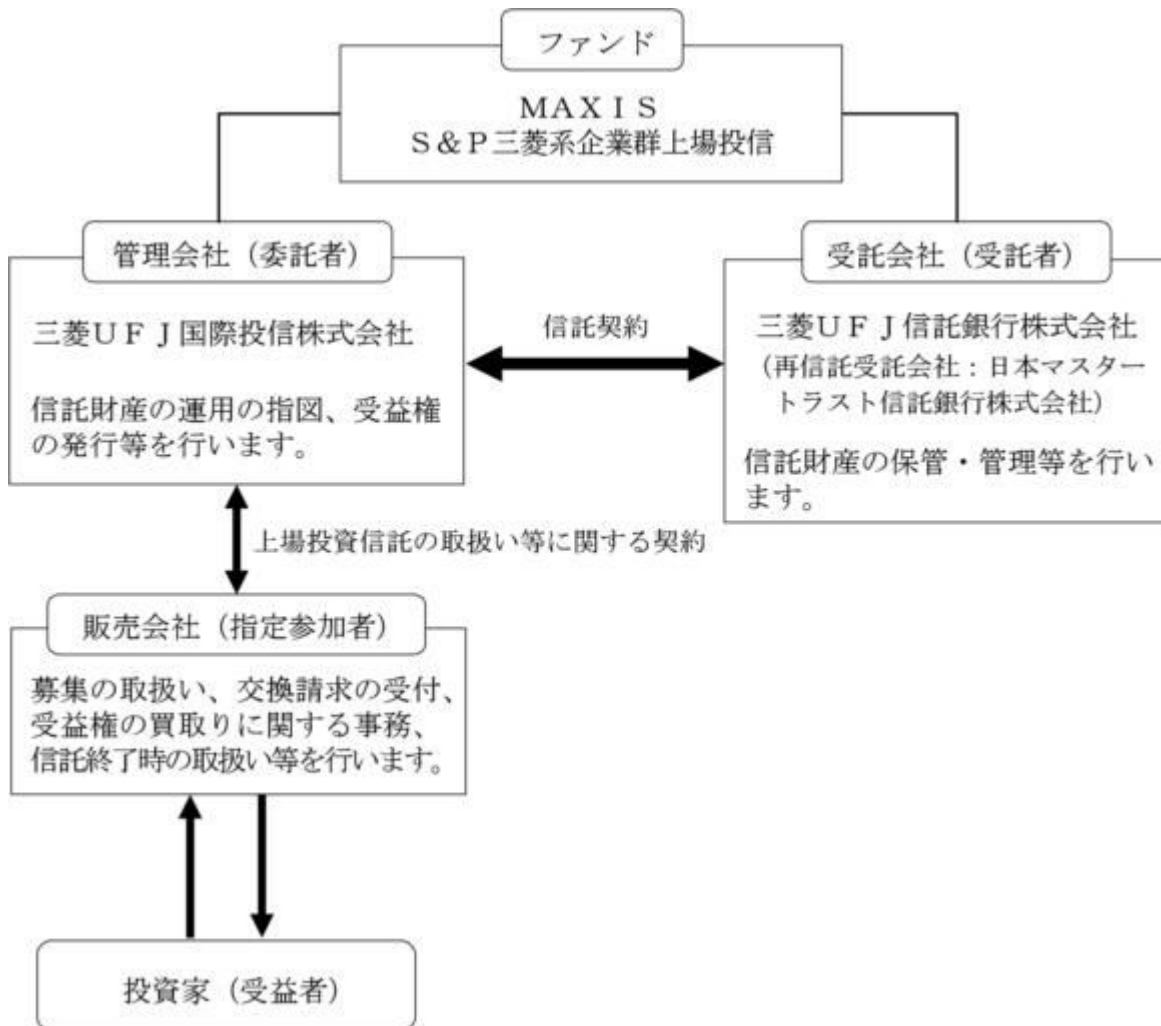 ファンド
ＭＡＸＩＳ
Ｓ＆Ｐ三菱系企業群上場投信
管理会社（委託者）
三菱ＵＦＪ国際投信株式会社
信託財産の運用の指図、受益権
の発行等を行います。
信託契約
受託会社（受託者）
三菱ＵＦＪ信託銀行株式会社
（再信託受託会社：日本マスター
トラスト信託銀行株式会社）
信託財産の保管・管理等を行い
ます。
上場投資信託の取扱い等に関する契約
販売会社（指定参加者）
募集の取扱い、交換請求の受付、
受益権の買取りに関する事務、
信託終了時の取扱い等を行います。
投資家（受益者）